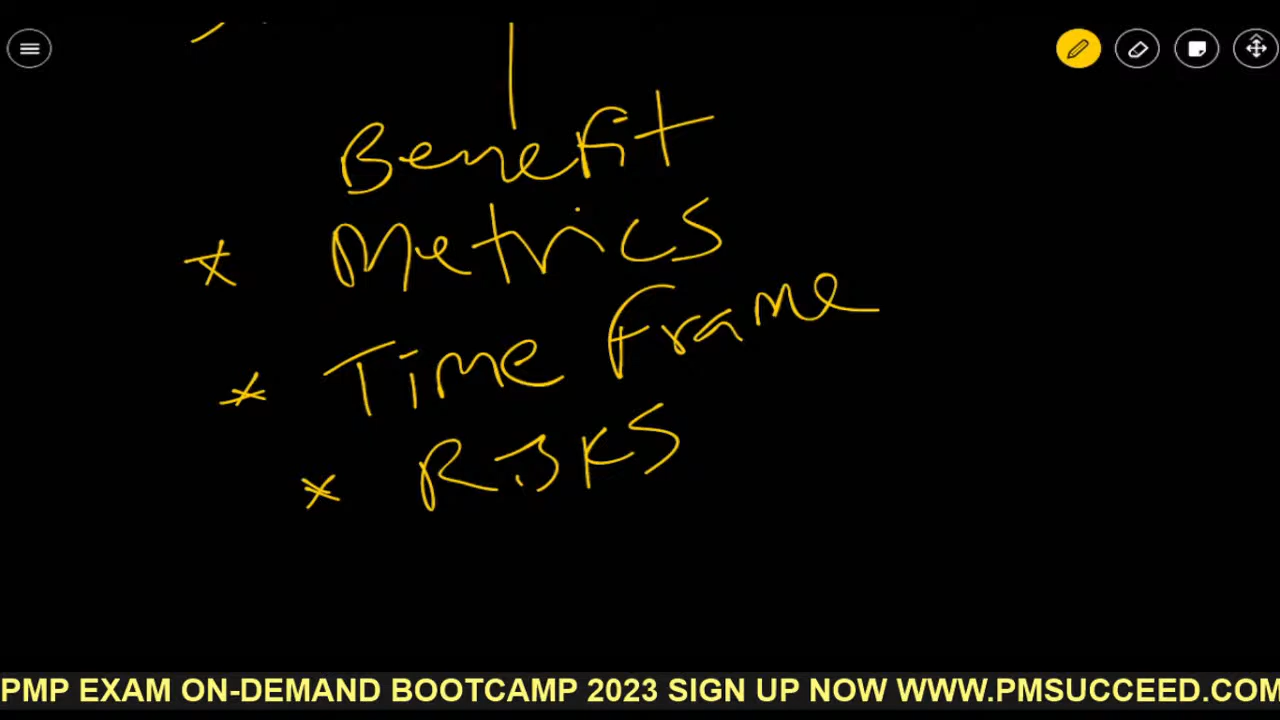 Benefit
* Metrics
* Time Frame
* Risks
PMP EXAM ON-DEMAND BOOTCAMP 2023 SIGN UP NOW WWW.PMSUCCEED.COM